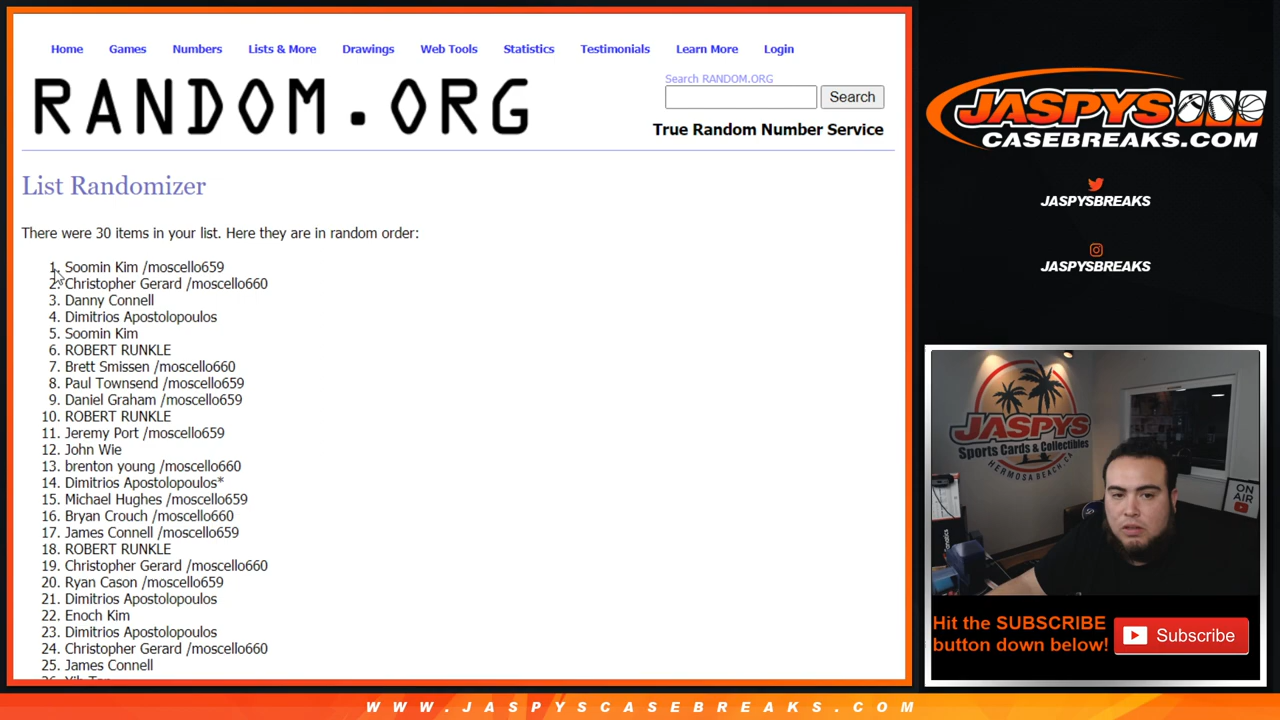 Home Games Numbers Lists & More Drawings Web Tools Statistics Testimonials Learn More Login
RANDOM.ORG
Search RANDOM.ORG
Search
True Random Number Service
List Randomizer
There were 30 items in your list. Here they are in random order:
1. Soomin Kim /moscello659
2. Christopher Gerard /moscello660
3. Danny Connell
4. Dimitrios Apostolopoulos
5. Soomin Kim
6. ROBERT RUNKLE
7. Brett Smissen /moscello660
8. Paul Townsend /moscello659
9. Daniel Graham /moscello659
10. ROBERT RUNKLE
11. Jeremy Port /moscello659
12. John Wie
13. brenton young /moscello660
14. Dimitrios Apostolopoulos*
15. Michael Hughes /moscello659
16. Bryan Crouch /moscello660
17. James Connell /moscello659
18. ROBERT RUNKLE
19. Christopher Gerard /moscello660
20. Ryan Cason /moscello659
21. Dimitrios Apostolopoulos
22. Enoch Kim
23. Dimitrios Apostolopoulos
24. Christopher Gerard /moscello660
25. James Connell
JASPYS
CASEBREAKS.COM
JASPYSBREAKS
JASPYSBREAKS
JASPYS
Sports Cards & Collectibles
HERMOSA BEACH, CA
ON
AIR
Hit the SUBSCRIBE
button down below!
Subscribe
WWW.JASPYSCASEBREAKS.COM